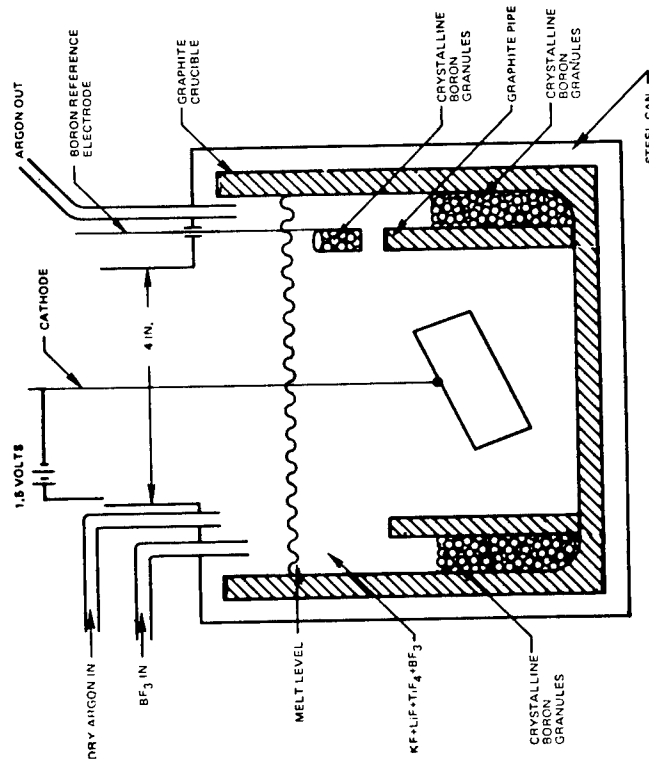 1.5 VOLTS
CATHODE
4 IN.
ARGON OUT
BORON REFERENCE
ELECTRODE
GRAPHITE
CRUCIBLE
DRY ARGON IN
BF3 IN
MELT LEVEL
KF+LiF+TiF4+BF3
CRYSTALLINE
BORON
GRANULES
CRYSTALLINE
BORON
GRANULES
GRAPHITE PIPE
CRYSTALLINE
BORON
GRANULES
STEEL CAN